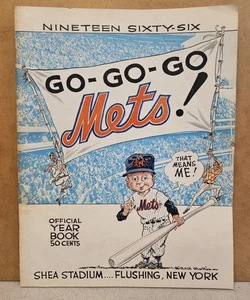 NINETEEN SIXTY-SIX
GO-GO-GO
Mets!
THAT
MEANS
ME!
Mets
OFFICIAL
YEAR
BOOK
50 CENTS
SHEA STADIUM.... FLUSHING, NEW YORK